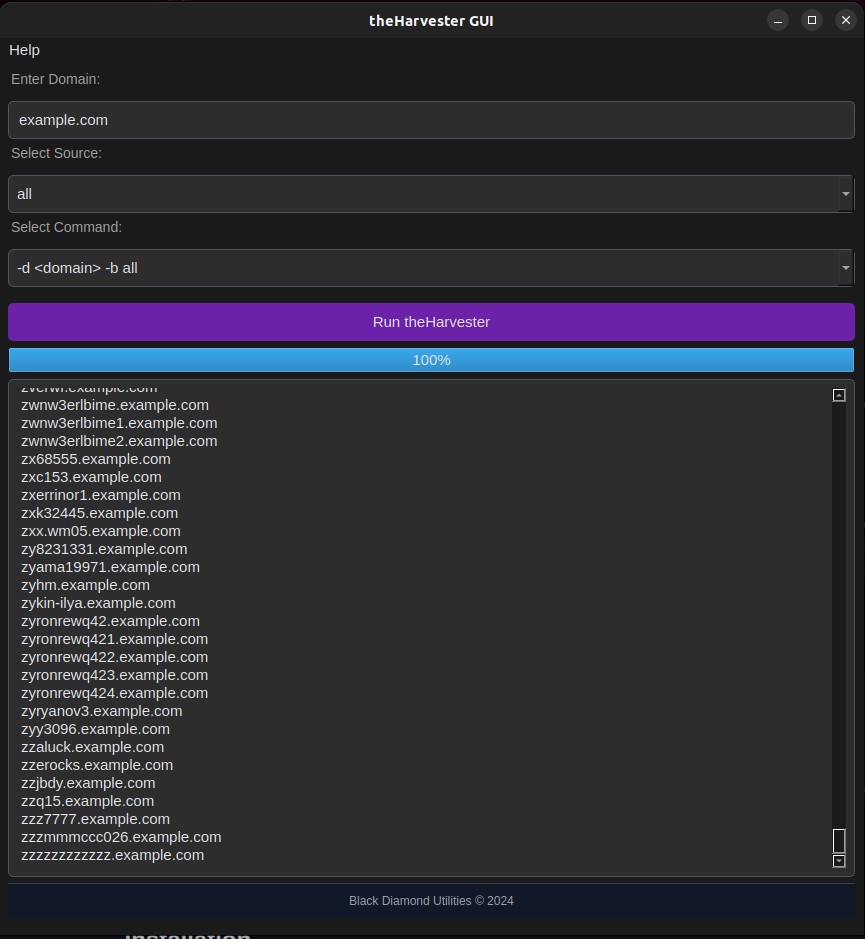 theHarvester GUI
Help
Enter Domain:
example.com
Select Source:
all
Select Command:
-d <domain> -b all
Run theHarvester
100%
zwnw3erlbime.example.com
zwnw3erlbime1.example.com
zwnw3erlbime2.example.com
zx68555.example.com
zxc153.example.com
zxerrinor1.example.com
zxk32445.example.com
zxx.wm05.example.com
zy8231331.example.com
zyama19971.example.com
zyhm.example.com
zykin-ilya.example.com
zyronrewq42.example.com
zyronrewq421.example.com
zyronrewq422.example.com
zyronrewq423.example.com
zyronrewq424.example.com
zyryanov3.example.com
zyy3096.example.com
zzaluck.example.com
zzerocks.example.com
zzjbdy.example.com
zzq15.example.com
zzz7777.example.com
zzzmmmccc026.example.com
zzzzzzzzzzzz.example.com
Black Diamond Utilities © 2024